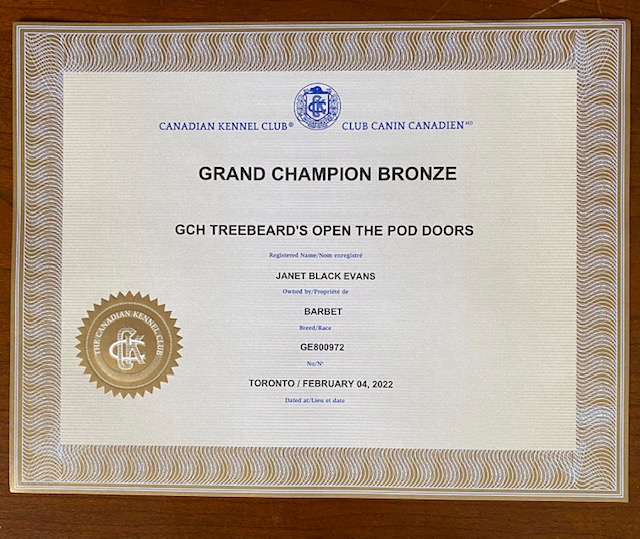 CANADIAN KENNEL CLUB® CLUB CANIN CANADIEN MD
GRAND CHAMPION BRONZE
GCH TREEBEARD'S OPEN THE POD DOORS
Registered Name/Nom enregistré
JANET BLACK EVANS
Owned by/Propriété de
BARBET
Breed/Race
GE800972
No/Nº
TORONTO / FEBRUARY 04, 2022
Dated at/Lieu et date
THE CANADIAN KENNEL CLUB
CKC